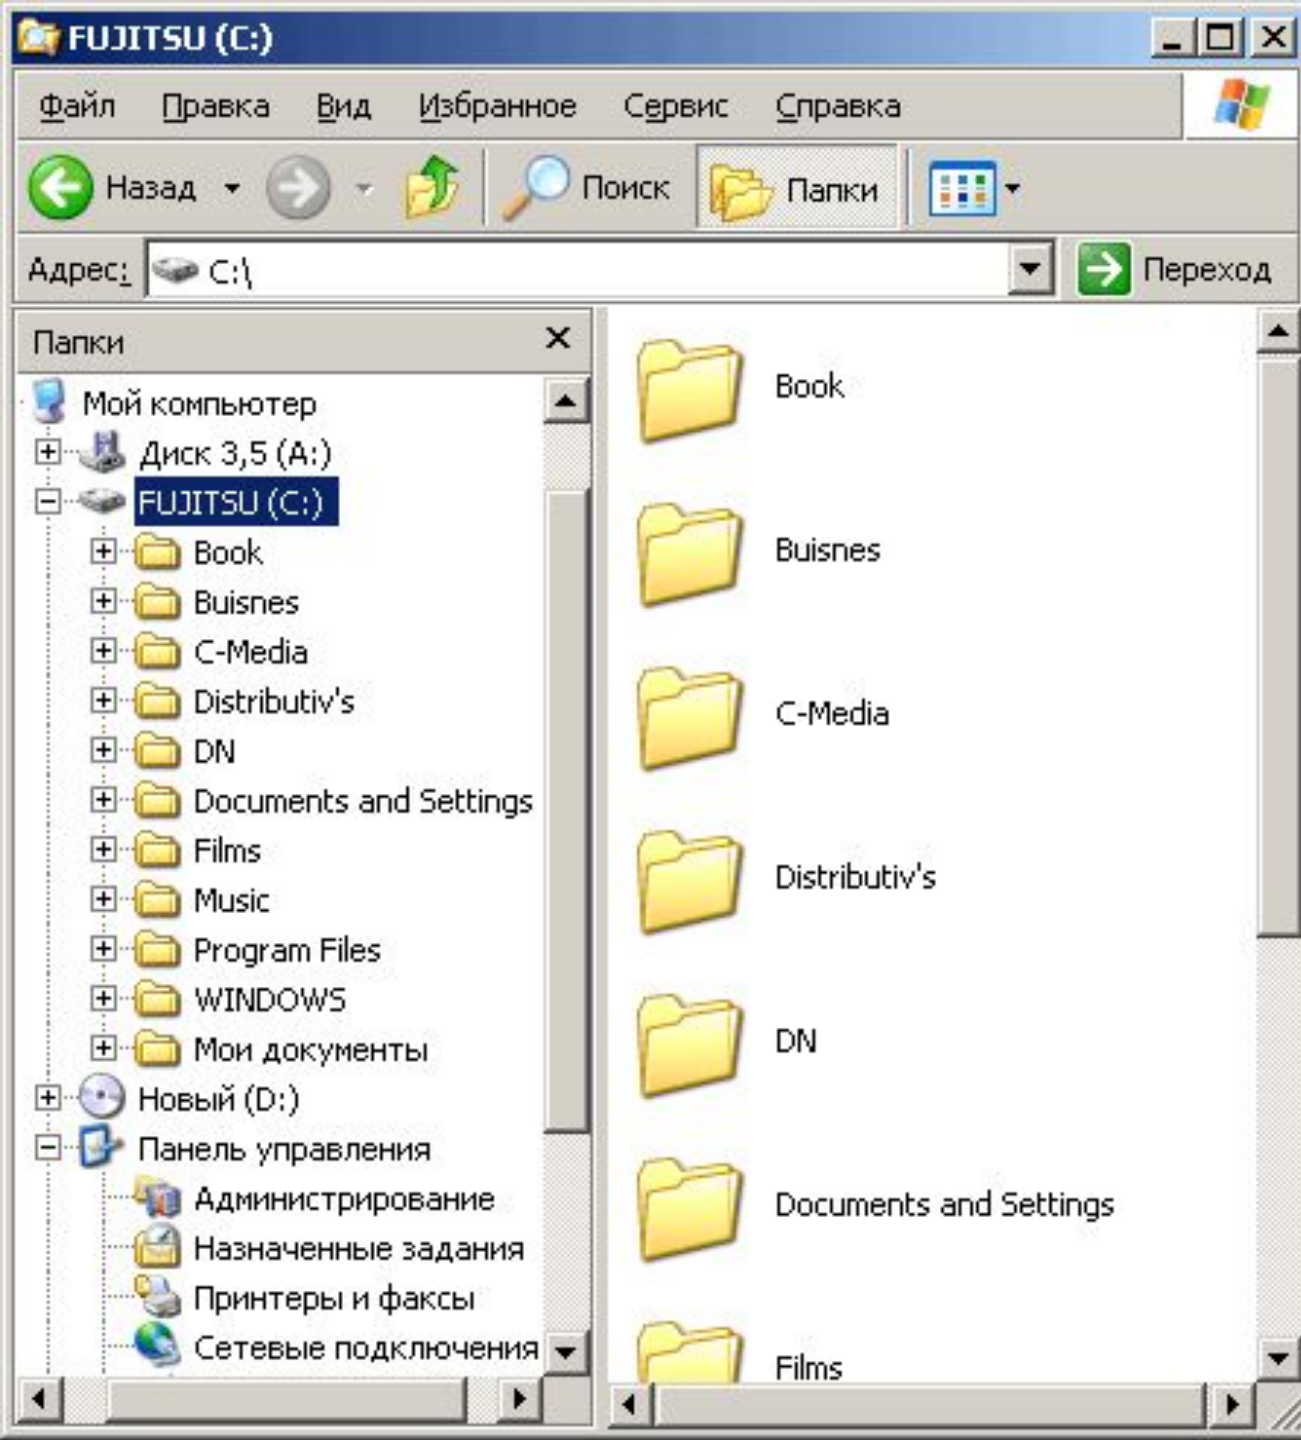 FUJITSU (C:)
Файл Правка Вид Избранное Сервис Справка
Назад Поиск Папки
Адрес: C:\ Переход
Папки
Мой компьютер
Диск 3,5 (A:)
FUJITSU (C:)
Book
Buisnes
C-Media
Distributiv's
DN
Documents and Settings
Films
Music
Program Files
WINDOWS
Мои документы
Новый (D:)
Панель управления
Администрирование
Назначенные задания
Принтеры и факсы
Сетевые подключения
Book
Buisnes
C-Media
Distributiv's
DN
Documents and Settings
Films